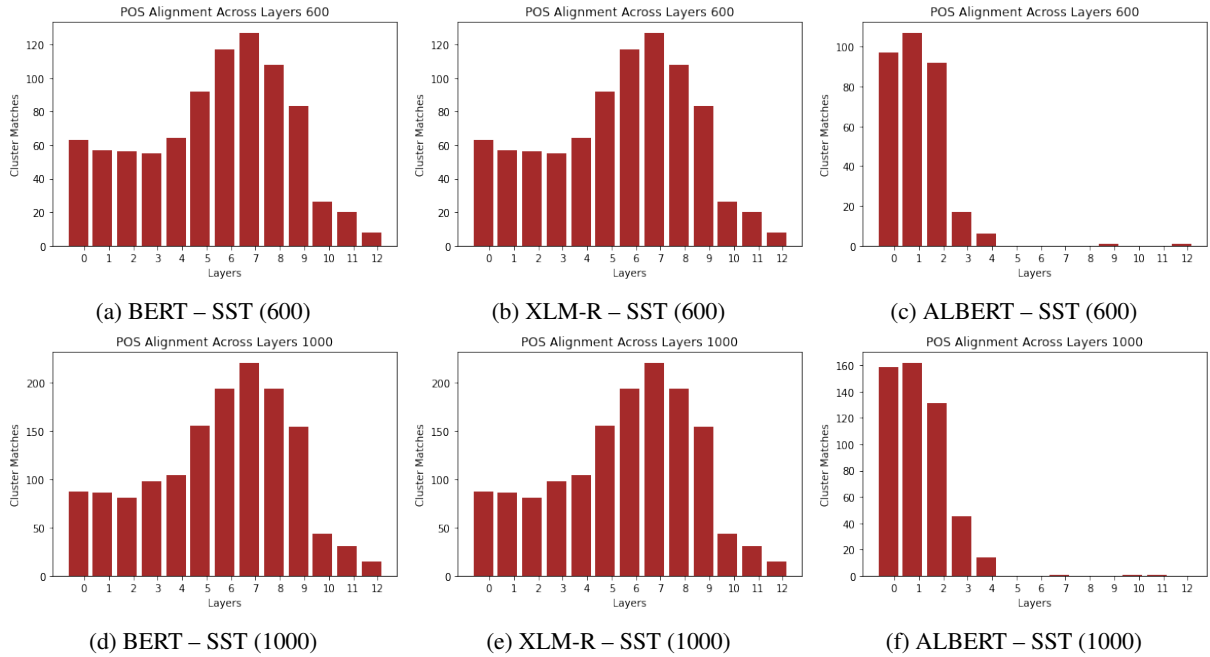 POS Alignment Across Layers 600
Cluster Matches
120
100
80
60
40
20
0
0 1 2 3 4 5 6 7 8 9 10 11 12
Layers
(a) BERT – SST (600)
POS Alignment Across Layers 600
Cluster Matches
120
100
80
60
40
20
0
0 1 2 3 4 5 6 7 8 9 10 11 12
Layers
(b) XLM-R – SST (600)
POS Alignment Across Layers 600
Cluster Matches
100
80
60
40
20
0
0 1 2 3 4 5 6 7 8 9 10 11 12
Layers
(c) ALBERT – SST (600)
POS Alignment Across Layers 1000
Cluster Matches
200
150
100
50
0
0 1 2 3 4 5 6 7 8 9 10 11 12
Layers
(d) BERT – SST (1000)
POS Alignment Across Layers 1000
Cluster Matches
200
150
100
50
0
0 1 2 3 4 5 6 7 8 9 10 11 12
Layers
(e) XLM-R – SST (1000)
POS Alignment Across Layers 1000
Cluster Matches
160
140
120
100
80
60
40
20
0
0 1 2 3 4 5 6 7 8 9 10 11 12
Layers
(f) ALBERT – SST (1000)